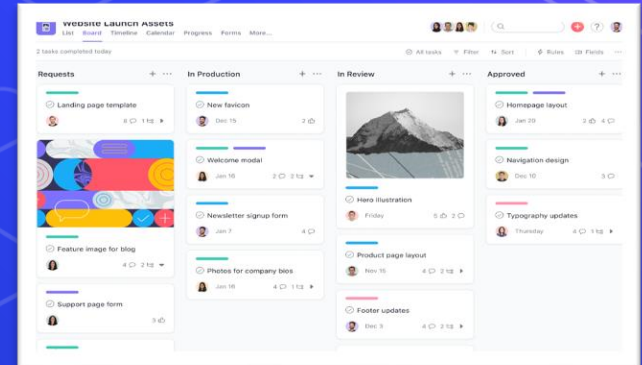 Website Launch Assets
List Board Timeline Calendar Progress Forms More...
2 tasks completed today
All tasks Filter Sort Rules Fields
Requests
Landing page template
6 1
Feature image for blog
4 2
Support page form
3
In Production
New favicon
Dec 15 2
Welcome modal
Jan 16 2 2
Newsletter signup form
Jan 7 4
Photos for company bios
Jan 16 4 1
In Review
Hero illustration
Friday 5 2
Product page layout
Nov 15 4 2
Footer updates
Dec 3 4 2
Approved
Homepage layout
Jan 20 3 4
Navigation design
Dec 10 3
Typography updates
Thursday 4 1